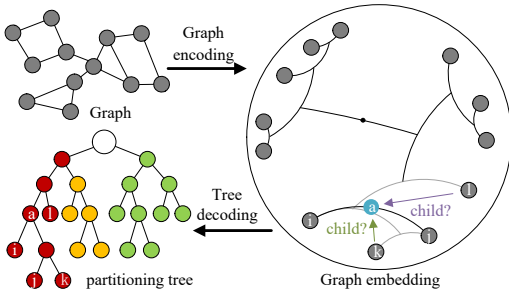 Graph
encoding
Graph
Tree
decoding
a
l
i
j
k
partitioning tree
l
a
child?
i
child?
j
k
Graph embedding